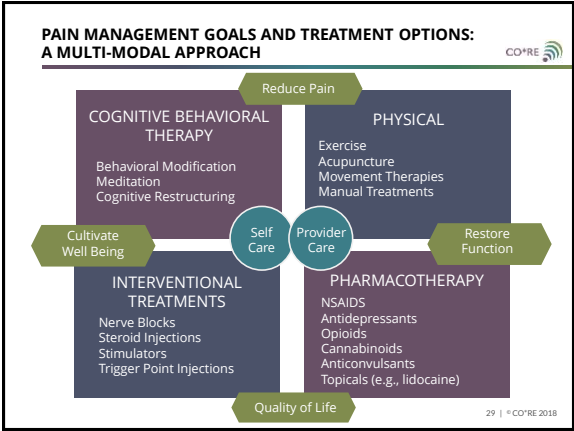 PAIN MANAGEMENT GOALS AND TREATMENT OPTIONS:
A MULTI-MODAL APPROACH
CO*RE
Reduce Pain
COGNITIVE BEHAVIORAL
THERAPY
Behavioral Modification
Meditation
Cognitive Restructuring
PHYSICAL
Exercise
Acupuncture
Movement Therapies
Manual Treatments
Cultivate
Well Being
Self
Care
Provider
Care
Restore
Function
INTERVENTIONAL
TREATMENTS
Nerve Blocks
Steroid Injections
Stimulators
Trigger Point Injections
PHARMACOTHERAPY
NSAIDS
Antidepressants
Opioids
Cannabinoids
Anticonvulsants
Topicals (e.g., lidocaine)
Quality of Life
29 | © CO*RE 2018